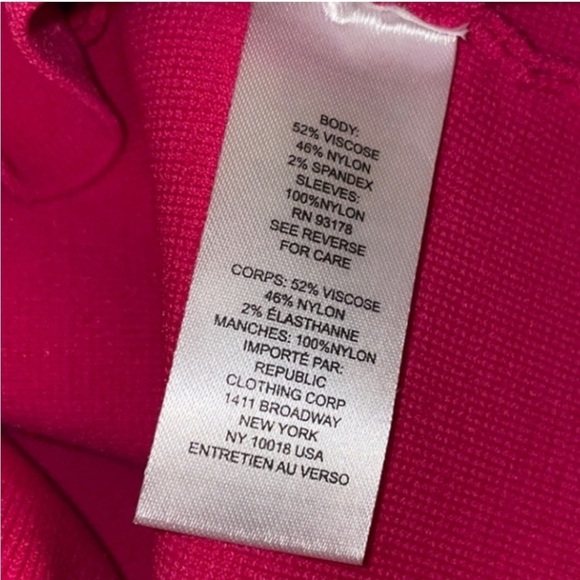 BODY:
52% VISCOSE
46% NYLON
2% SPANDEX
SLEEVES:
100%NYLON
RN 93178
SEE REVERSE
FOR CARE
CORPS: 52% VISCOSE
46% NYLON
2% ÉLASTHANNE
MANCHES: 100%NYLON
IMPORTÉ PAR:
REPUBLIC
CLOTHING CORP
1411 BROADWAY
NEW YORK
NY 10018 USA
ENTRETIEN AU VERSO